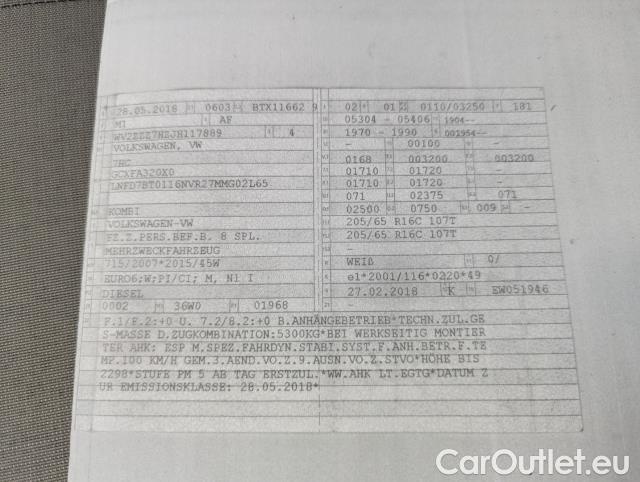 28.05.2018 0603 BTX11662 9
M1 AF
WV2ZZZ7HZJH117889 4
VOLKSWAGEN, VW
7HC
GCXFA320X0
LNFD7BT0116NVR27MMG02L65
KOMBI
VOLKSWAGEN-VW
FZ.Z.PERS.BEF.B. 8 SPL.
MEHRZWECKFAHRZEUG
715/2007*2015/45W
EURO6;W;PI/CI; M, N1 I
DIESEL
0002 36W0 01968
02 01 0110/03250 181
05304 - 05406 1904--
1970 - 1990 001954--
- 00100 -
0168 003200 003200
01710 01720 -
01710 01720 -
071 02375 071
02500 0750 009 -
205/65 R16C 107T
205/65 R16C 107T
-
WEIß 0/
e1*2001/116*0220*49
27.02.2018 K EW051946
F.1/F.2:+0 U. 7.2/8.2:+0 B.ANHÄNGEBETRIEB*TECHN.ZUL.GE
S-MASSE D.ZUGKOMBINATION:5300KG*BEI WERKSEITIG MONTIER
TER AHK: ESP M.SPEZ.FAHRDYN.STABI.SYST.F.ANH.BETR.F.TE
MP.100 KM/H GEM.3.AEND.VO.Z.9.AUSN.VO.Z.STVO*HÖHE BIS
2298*STUFE PM 5 AB TAG ERSTZUL.*WW.AHK LT.EGTG*DATUM Z
UR EMISSIONSKLASSE: 28.05.2018*
CarOutlet.eu